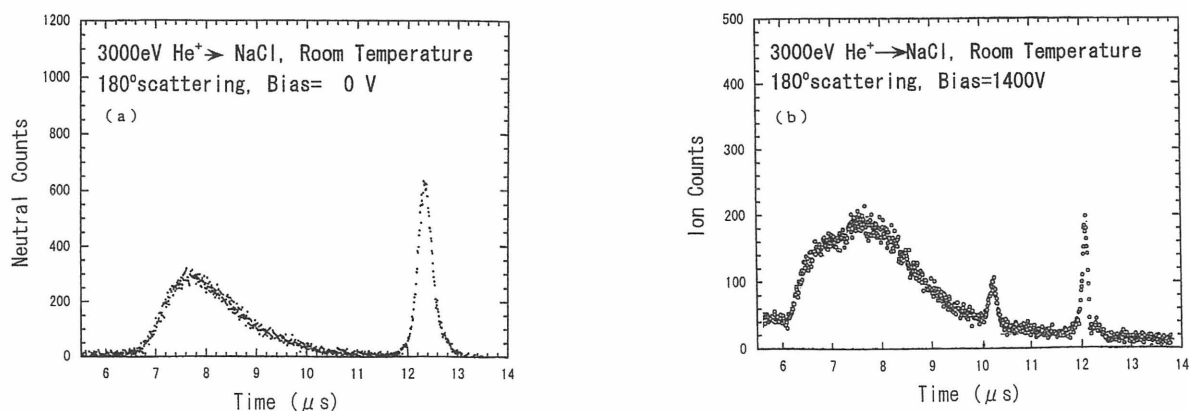 1200
1000
800
600
400
200
0
Neutral Counts
3000eV He⁺→ NaCl, Room Temperature
180°scattering, Bias= 0 V
(a)
6 7 8 9 10 11 12 13 14
Time (μs)
500
400
300
200
100
0
Ion Counts
3000eV He⁺→NaCl, Room Temperature
180°scattering, Bias=1400V
(b)
6 7 8 9 10 11 12 13 14
Time (μs)